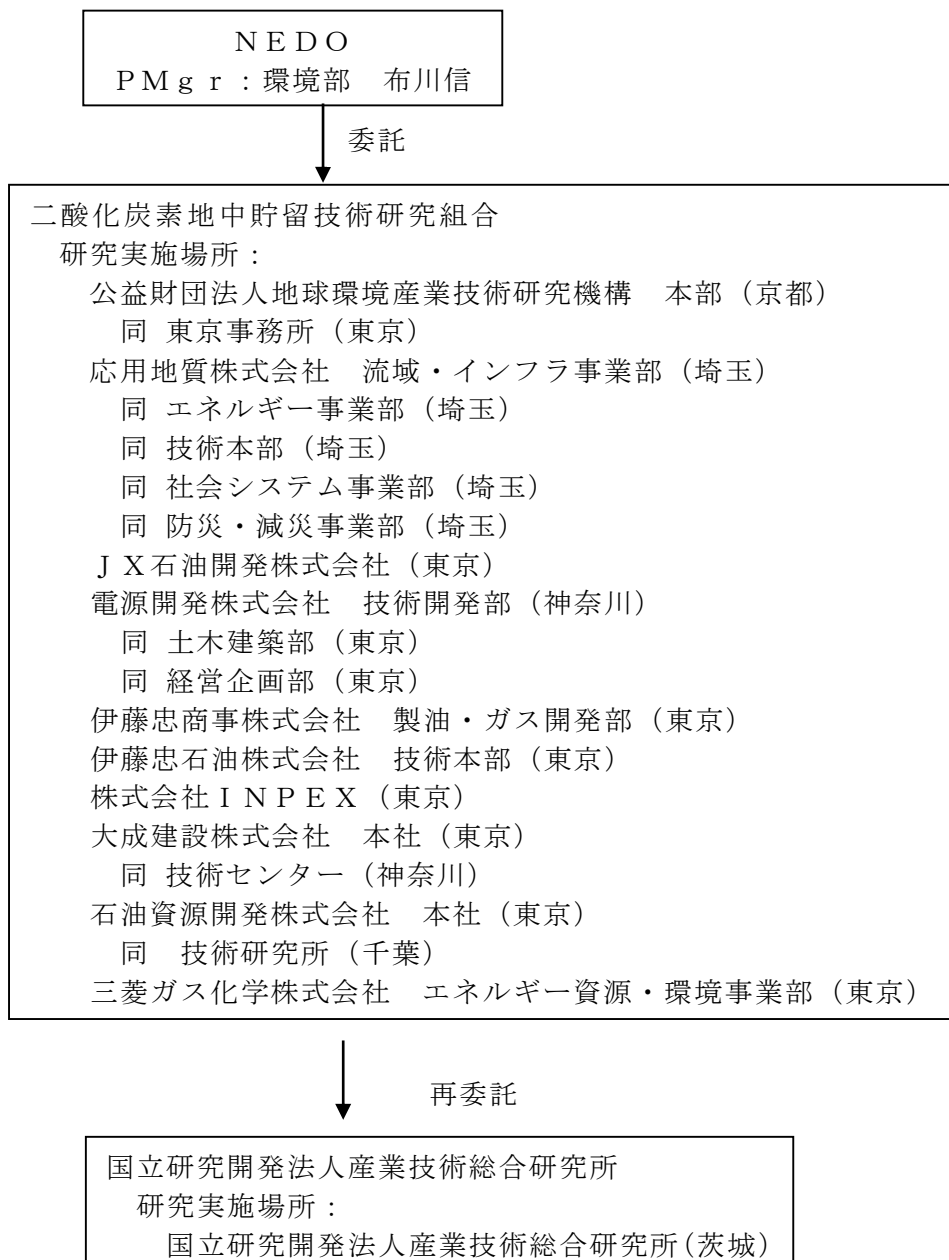 ＮＥＤＯ
ＰＭｇｒ：環境部　布川信
委託
二酸化炭素地中貯留技術研究組合
研究実施場所：
公益財団法人地球環境産業技術研究機構　本部（京都）
同 東京事務所（東京）
応用地質株式会社　流域・インフラ事業部（埼玉）
同 エネルギー事業部（埼玉）
同 技術本部（埼玉）
同 社会システム事業部（埼玉）
同 防災・減災事業部（埼玉）
ＪＸ石油開発株式会社（東京）
電源開発株式会社　技術開発部（神奈川）
同 土木建築部（東京）
同 経営企画部（東京）
伊藤忠商事株式会社　製油・ガス開発部（東京）
伊藤忠石油株式会社　技術本部（東京）
株式会社ＩＮＰＥＸ（東京）
大成建設株式会社　本社（東京）
同 技術センター（神奈川）
石油資源開発株式会社　本社（東京）
同　技術研究所（千葉）
三菱ガス化学株式会社　エネルギー資源・環境事業部（東京）
再委託
国立研究開発法人産業技術総合研究所
研究実施場所：
国立研究開発法人産業技術総合研究所(茨城)